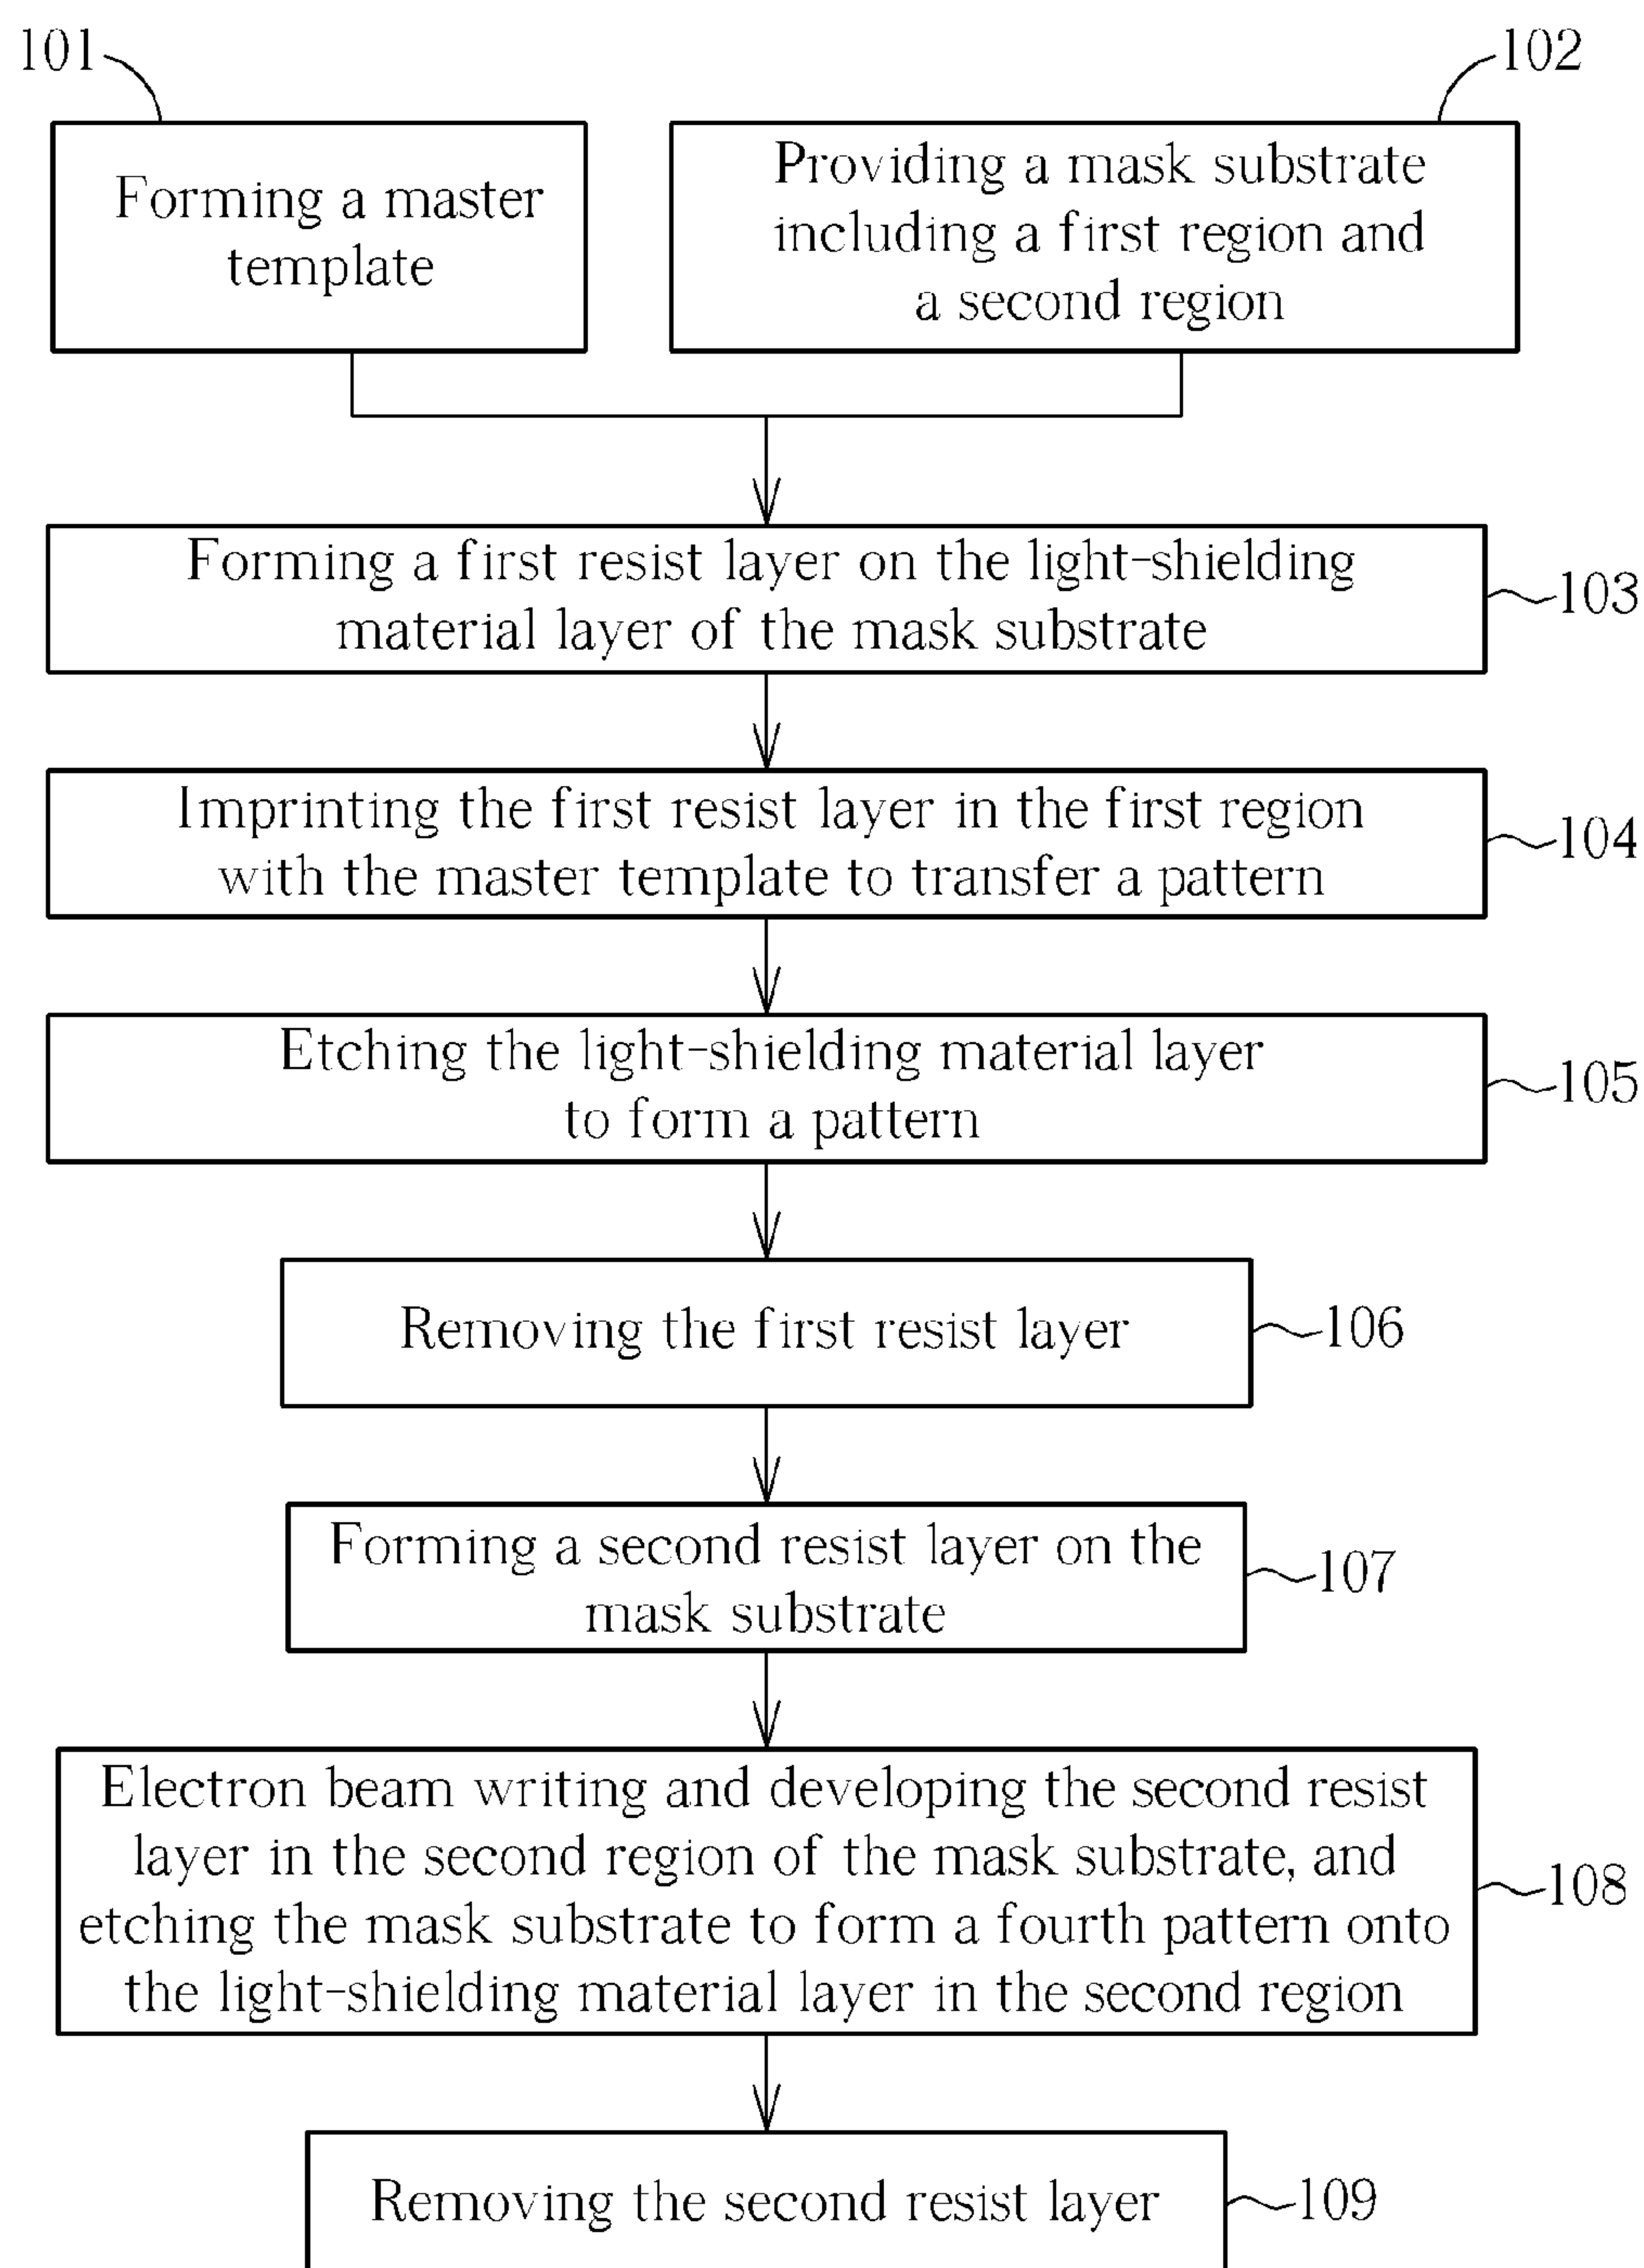 101
102
Forming a master
template
Providing a mask substrate
including a first region and
a second region
Forming a first resist layer on the light-shielding
material layer of the mask substrate
103
Imprinting the first resist layer in the first region
with the master template to transfer a pattern
104
Etching the light-shielding material layer
to form a pattern
105
Removing the first resist layer
106
Forming a second resist layer on the
mask substrate
107
Electron beam writing and developing the second resist
layer in the second region of the mask substrate, and
etching the mask substrate to form a fourth pattern onto
the light-shielding material layer in the second region
108
Removing the second resist layer
109